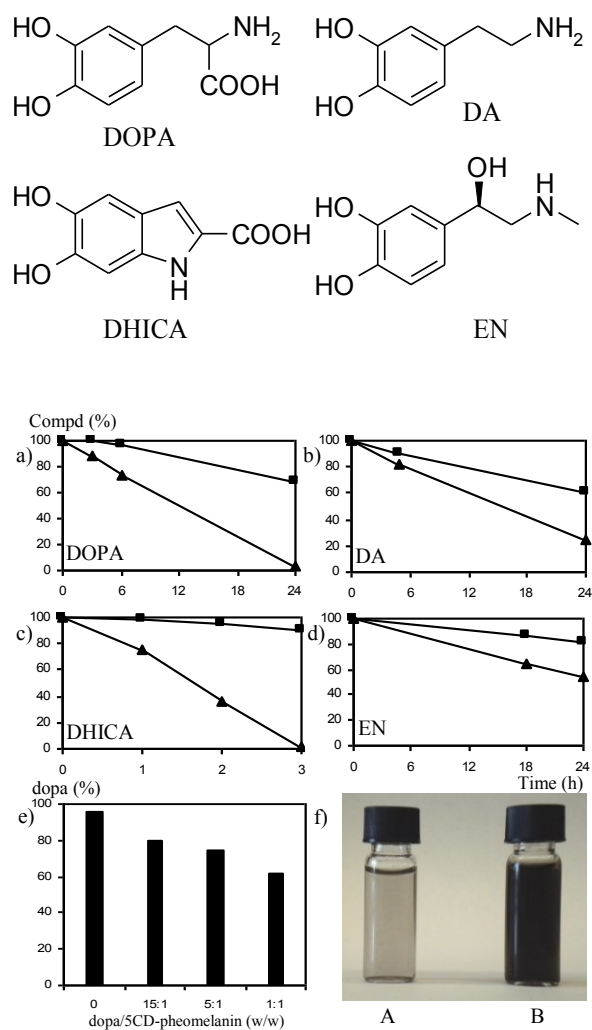 HO NH2 HO NH2
HO COOH HO
DOPA DA
OH
HO HO H
N
COOH
HO N HO
H
DHICA EN
Compd (%)
a) 100 b) 100
80 80
60 60
40 40
20 20
0 DOPA 0 DA
0 6 12 18 24 0 6 12 18 24
c) 100 d) 100
80 80
60 60
40 40
20 20
0 DHICA 0 EN
0 1 2 3 0 6 12 18 24
dopa (%) Time (h)
e) 100 f)
80
60
40
20
0
0 15:1 5:1 1:1
dopa/5CD-pheomelanin (w/w) A B